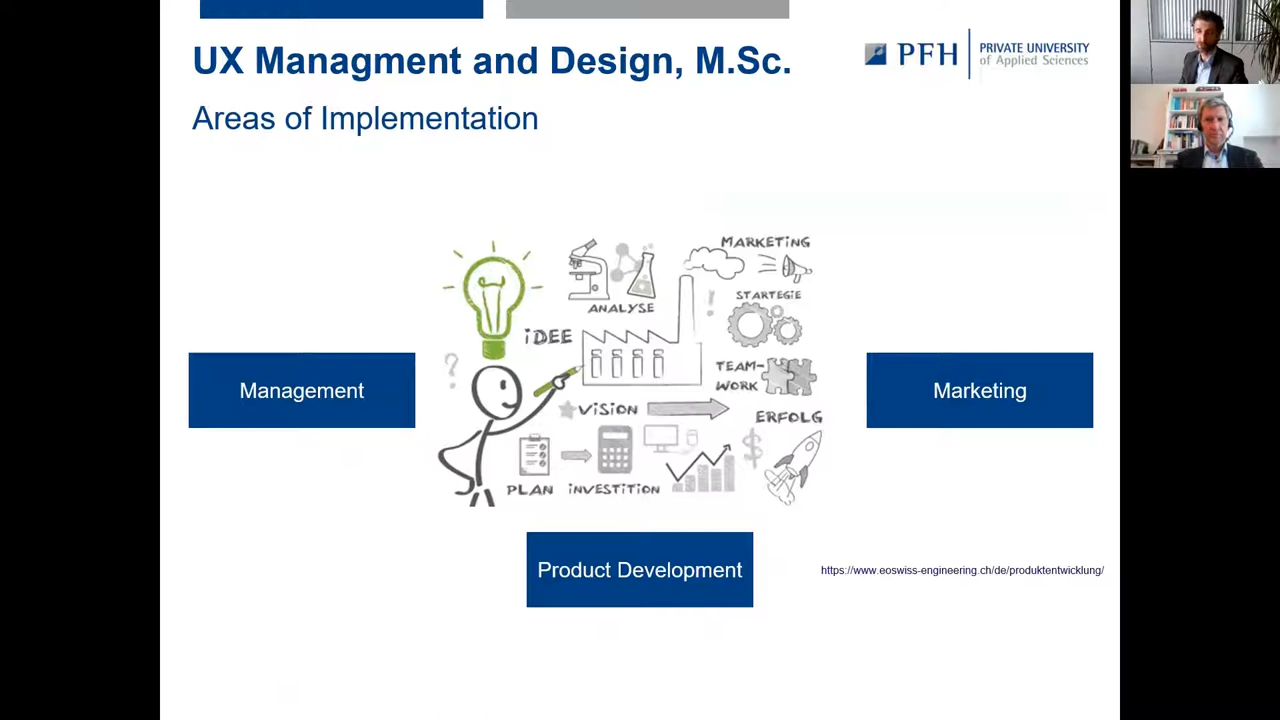 UX Managment and Design, M.Sc.
PFH PRIVATE UNIVERSITY
of Applied Sciences
Areas of Implementation
MARKETING
ANALYSE
STARTEGIE
iDEE
TEAM-
WORK
ViSiON
ERFOLG
PLAN iNVESTiTiON
Management
Marketing
Product Development
https://www.eoswiss-engineering.ch/de/produktentwicklung/